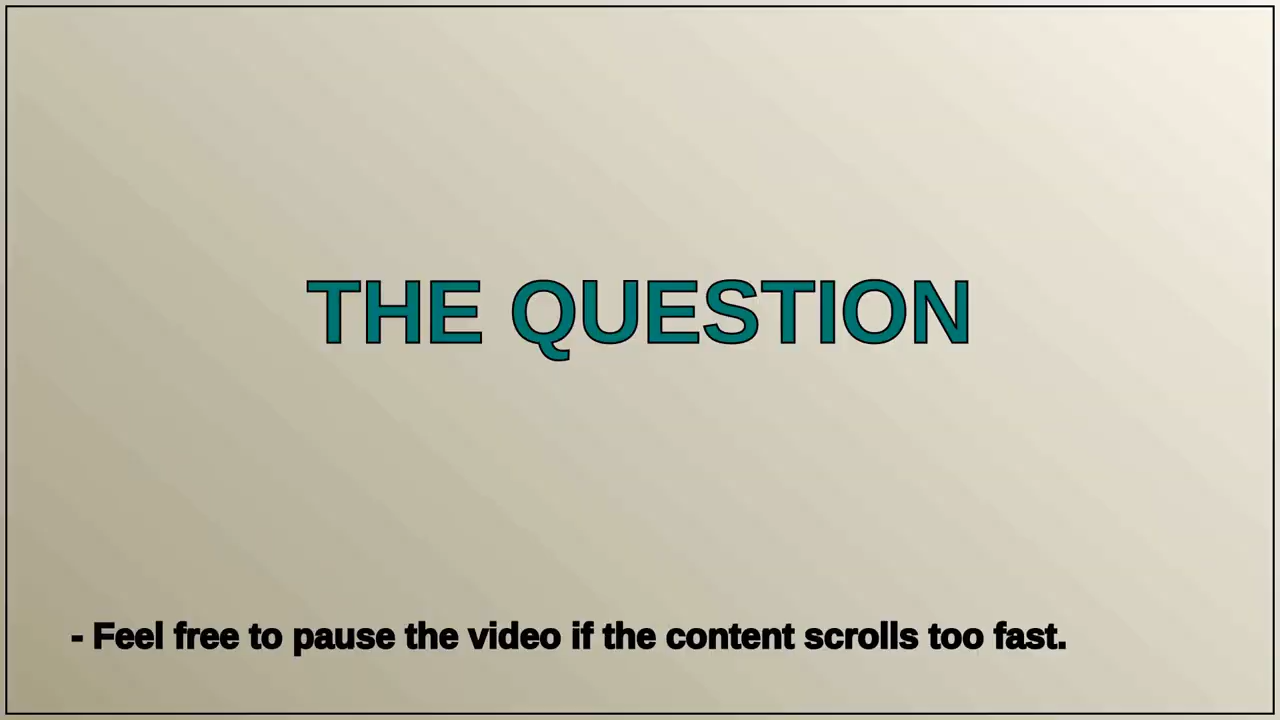 THE QUESTION
- Feel free to pause the video if the content scrolls too fast.